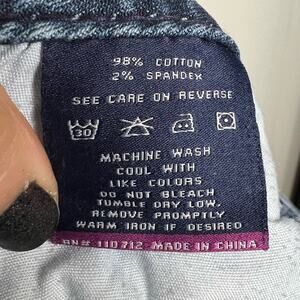 98% COTTON
2% SPANDEX
SEE CARE ON REVERSE
30
MACHINE WASH
COOL WITH
LIKE COLORS
DO NOT BLEACH
TUMBLE DRY LOW,
REMOVE PROMPTLY
WARM IRON IF DESIRED
RN# 110712 MADE IN CHINA